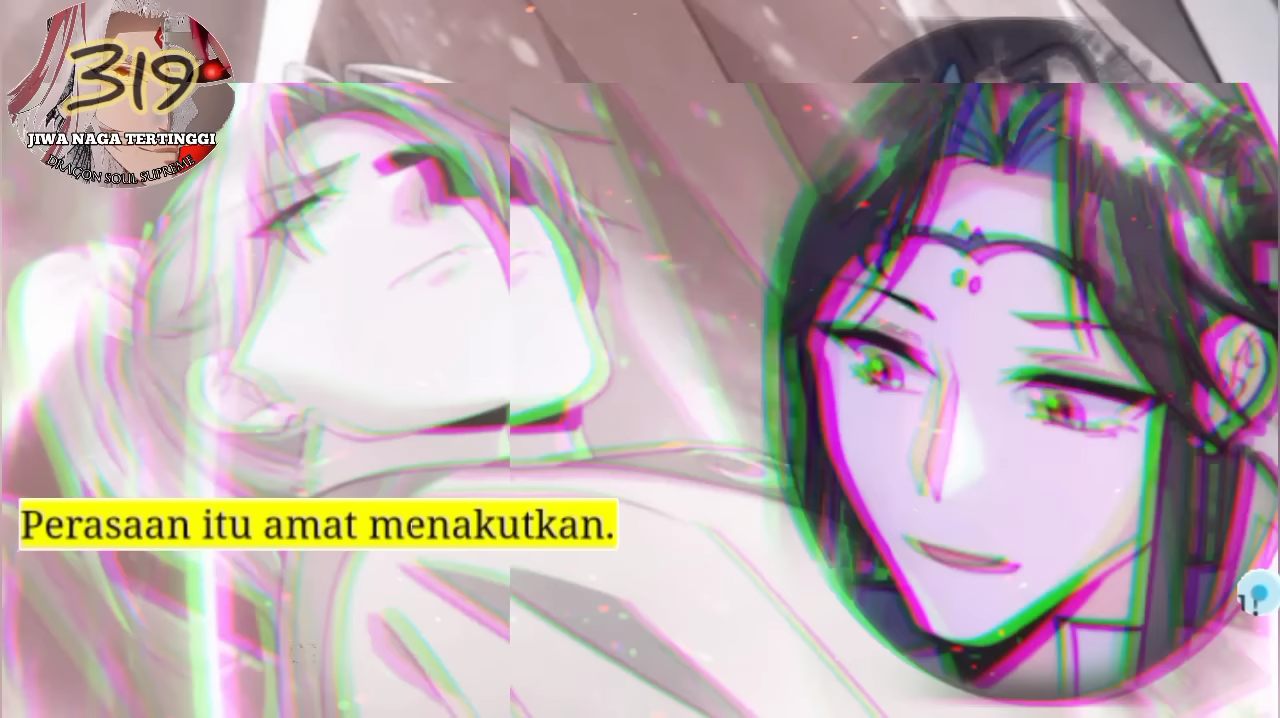 319
JIWA NAGA TERTINGGI
DRAGON SOUL SUPREME
Perasaan itu amat menakutkan.